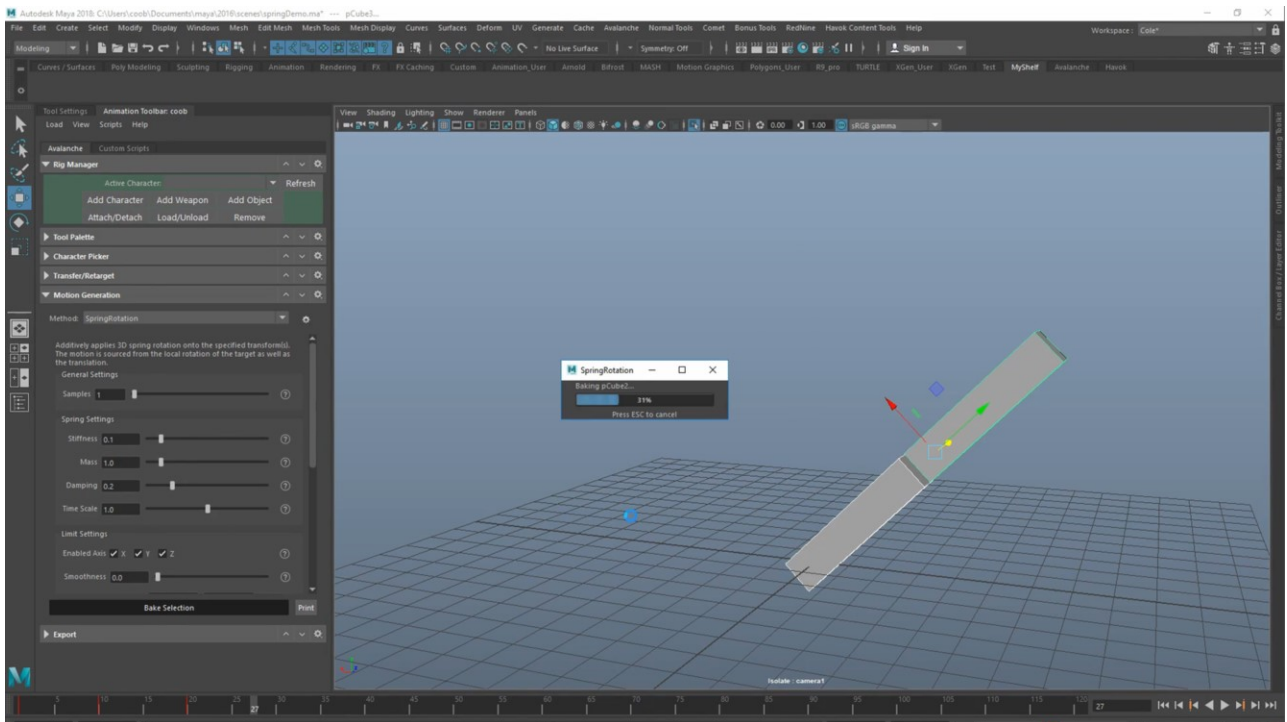 Autodesk Maya 2018: C:\Users\coob\Documents\maya\2016\scenes\springDemo.ma* --- pCube3...
File Edit Create Select Modify Display Windows Mesh Edit Mesh Mesh Tools Mesh Display Curves Surfaces Deform UV Generate Cache Avalanche Normal Tools Comet Bonus Tools RedNine Havok Content Tools Help Workspace: Cole*
Modeling No Live Surface Symmetry: Off Sign In
Curves / Surfaces Poly Modeling Sculpting Rigging Animation Rendering FX FX Caching Custom Animation_User Arnold Bifrost MASH Motion Graphics Polygons_User R9_pro TURTLE XGen_User XGen Test MyShelf Avalanche Havok
Tool Settings Animation Toolbar: coob
Load View Scripts Help
Avalanche Custom Scripts
Rig Manager
Active Character: Refresh
Add Character Add Weapon Add Object
Attach/Detach Load/Unload Remove
Tool Palette
Character Picker
Transfer/Retarget
Motion Generation
Method: SpringRotation
Additively applies 3D spring rotation onto the specified transform(s).
The motion is sourced from the local rotation of the target as well as
the translation.
General Settings
Samples 1
Spring Settings
Stiffness 0.1
Mass 1.0
Damping 0.2
Time Scale 1.0
Limit Settings
Enabled Axis X Y Z
Smoothness 0.0
Bake Selection Print
Export
View Shading Lighting Show Renderer Panels
0.00 1.00 sRGB gamma
SpringRotation
Baking pCube2...
31%
Press ESC to cancel
Isolate : camera1
Modeling Toolkit
Outliner
Channel Box / Layer Editor
5 10 15 20 25 27 30 35 40 45 50 55 60 65 70 75 80 85 90 95 100 105 110 115 120 27